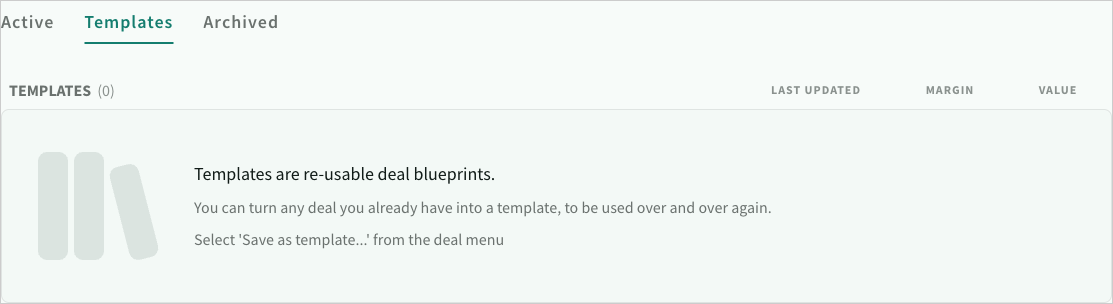 Active Templates Archived
TEMPLATES (0) LAST UPDATED MARGIN VALUE
Templates are re-usable deal blueprints.
You can turn any deal you already have into a template, to be used over and over again.
Select 'Save as template...' from the deal menu